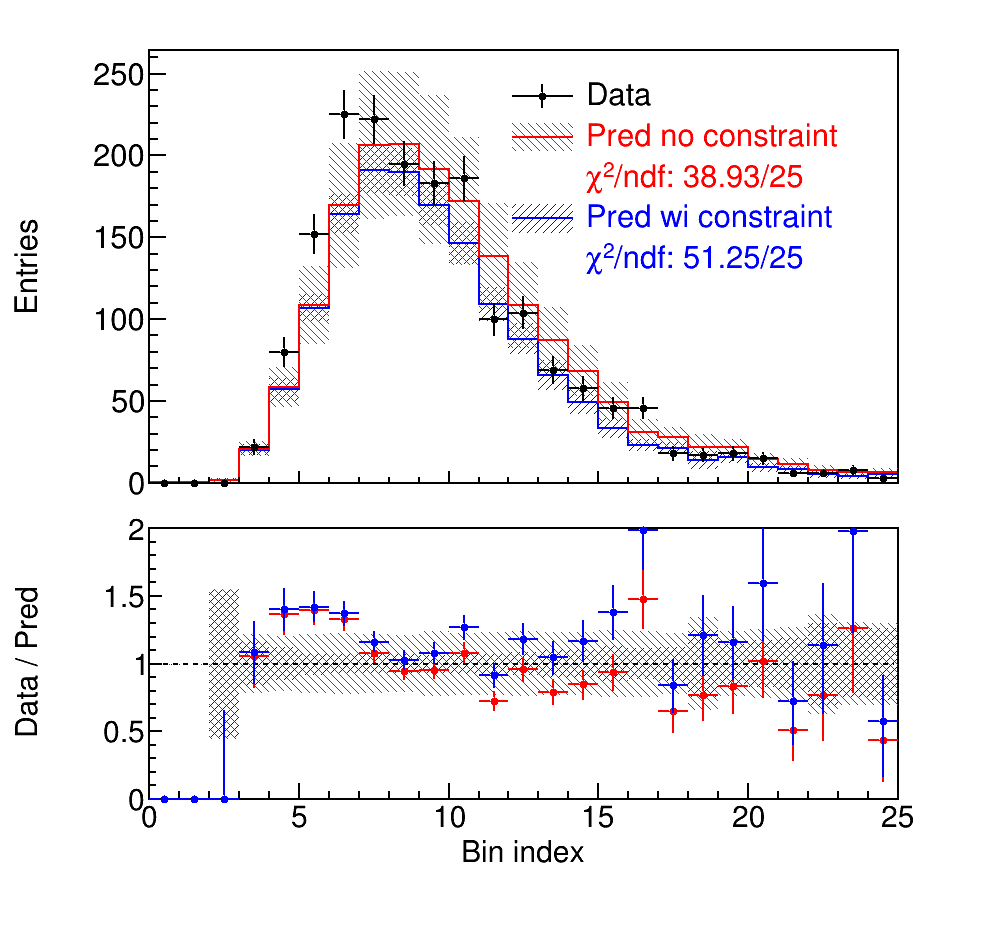 Entries
250
200
150
100
50
0
Data
Pred no constraint
χ²/ndf: 38.93/25
Pred wi constraint
χ²/ndf: 51.25/25
Data / Pred
2
1.5
1
0.5
0
0 5 10 15 20 25
Bin index